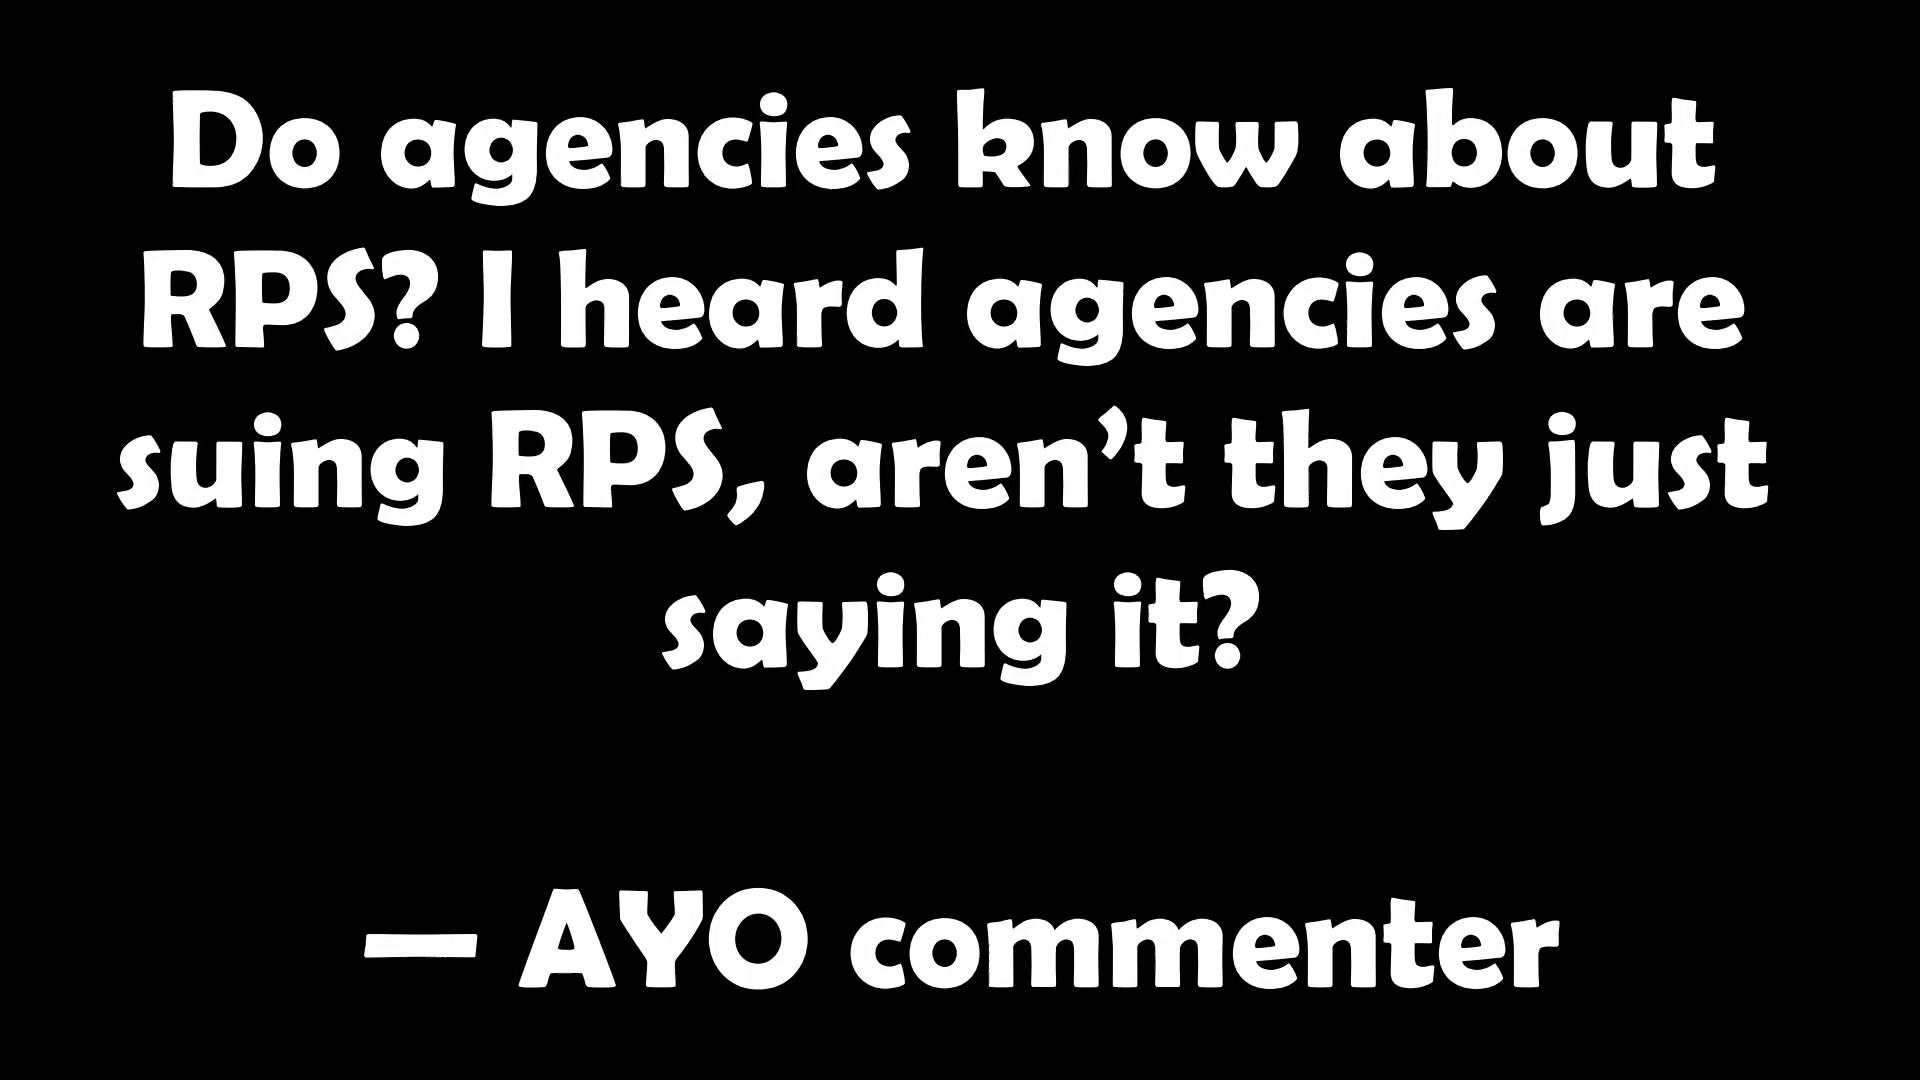 Do agencies know about
RPS? I heard agencies are
suing RPS, aren’t they just
saying it?
— AYO commenter